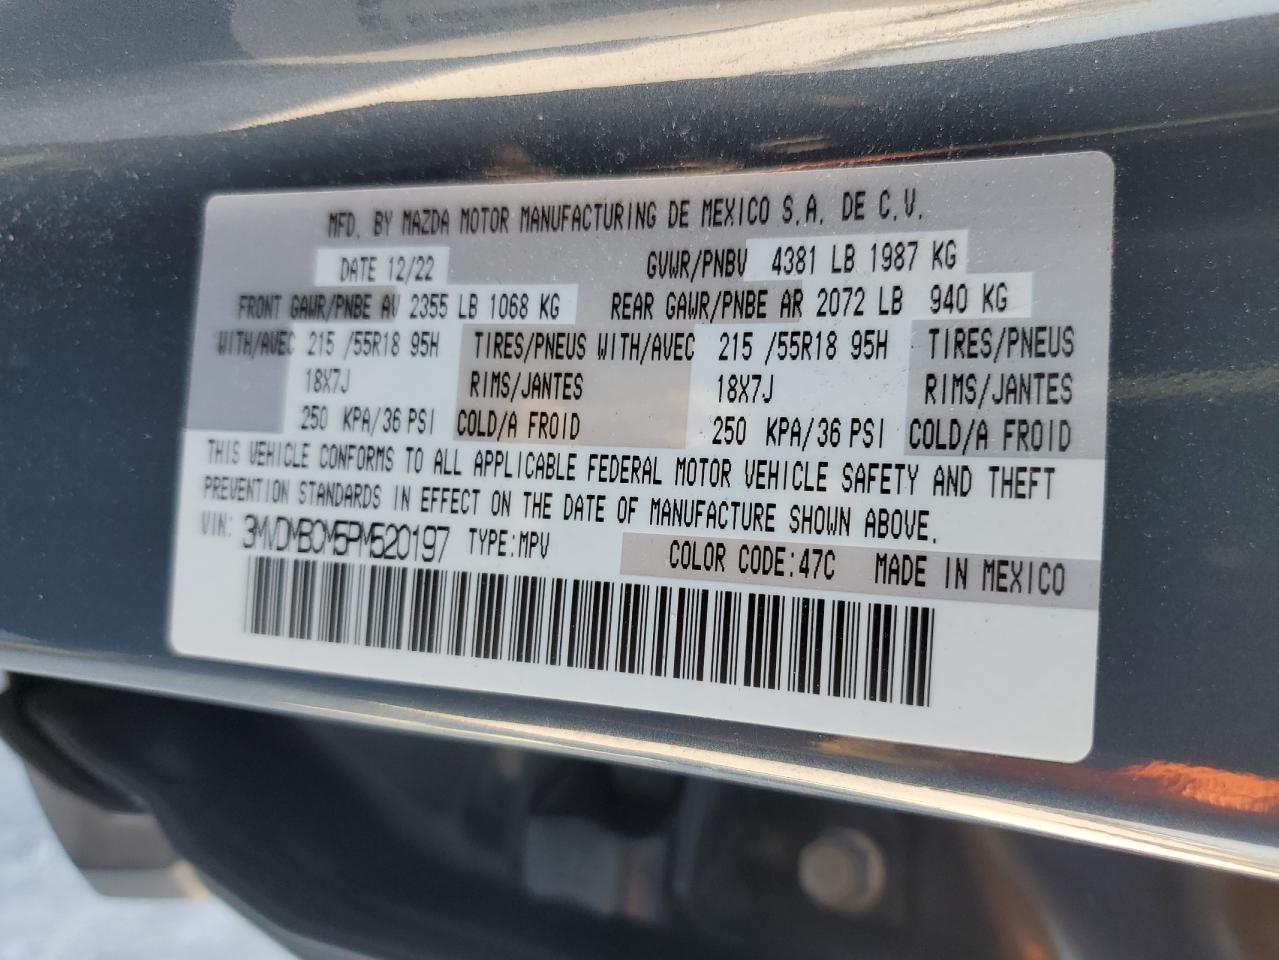 MFD. BY MAZDA MOTOR MANUFACTURING DE MEXICO S.A. DE C.V.
DATE 12/22 GVWR/PNBV 4381 LB 1987 KG
FRONT GAWR/PNBE AV 2355 LB 1068 KG REAR GAWR/PNBE AR 2072 LB 940 KG
WITH/AVEC 215 /55R18 95H TIRES/PNEUS WITH/AVEC 215 /55R18 95H TIRES/PNEUS
18X7J RIMS/JANTES 18X7J RIMS/JANTES
250 KPA/36 PSI COLD/A FROID 250 KPA/36 PSI COLD/A FROID
THIS VEHICLE CONFORMS TO ALL APPLICABLE FEDERAL MOTOR VEHICLE SAFETY AND THEFT
PREVENTION STANDARDS IN EFFECT ON THE DATE OF MANUFACTURE SHOWN ABOVE.
VIN: 3MVDMBCM5PM520197 TYPE:MPV COLOR CODE:47C MADE IN MEXICO